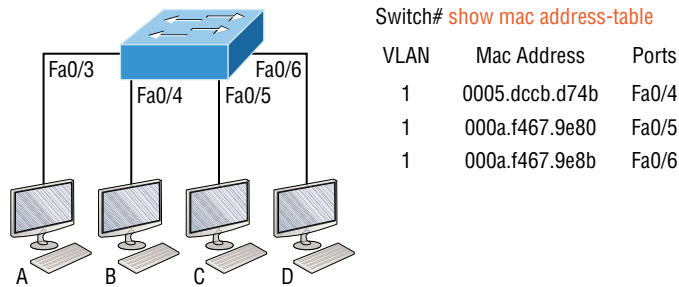 Switch# show mac address-table
VLAN Mac Address Ports
1 0005.dccb.d74b Fa0/4
1 000a.f467.9e80 Fa0/5
1 000a.f467.9e8b Fa0/6
Fa0/3
Fa0/4
Fa0/5
Fa0/6
A B C D